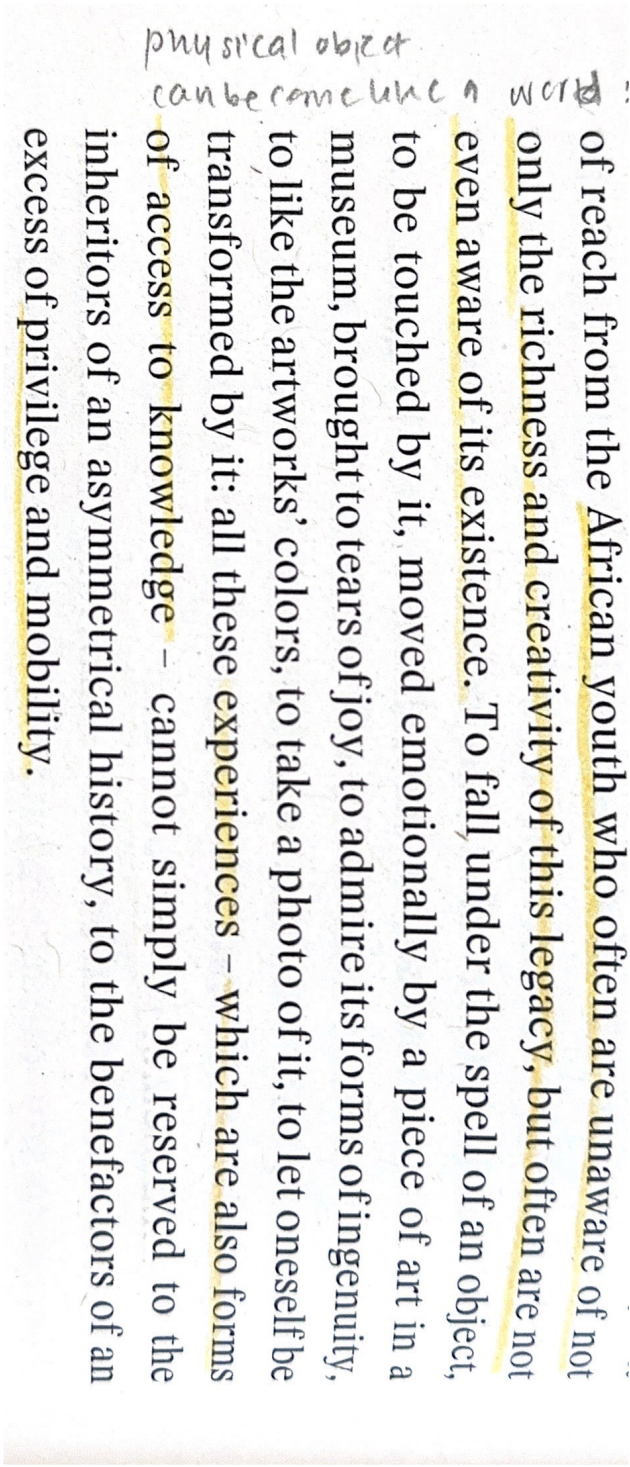 physical object
can become like a world
of reach from the African youth who often are unaware of not
only the richness and creativity of this legacy, but often are not
even aware of its existence. To fall under the spell of an object,
to be touched by it, moved emotionally by a piece of art in a
museum, brought to tears of joy, to admire its forms of ingenuity,
to like the artworks’ colors, to take a photo of it, to let oneself be
transformed by it: all these experiences – which are also forms
of access to knowledge – cannot simply be reserved to the
inheritors of an asymmetrical history, to the benefactors of an
excess of privilege and mobility.